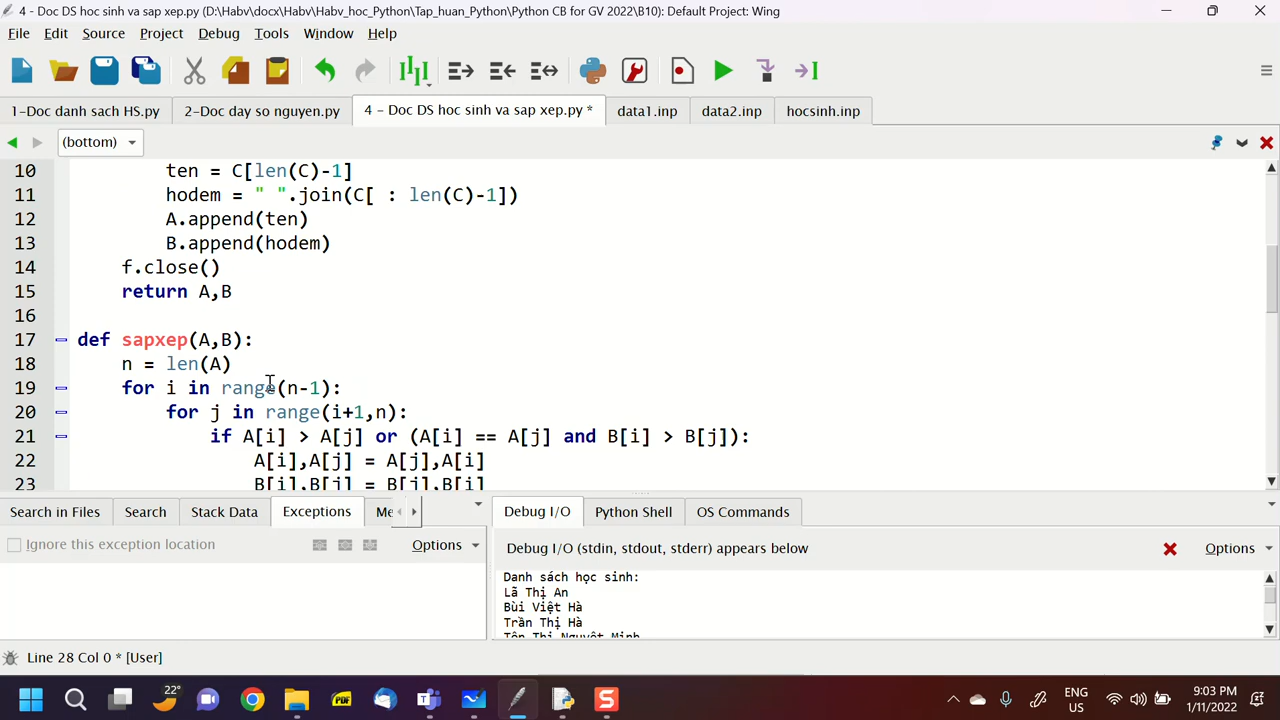 4 - Doc DS hoc sinh va sap xep.py (D:\Habv\docx\Habv\Habv_hoc_Python\Tap_huan_Python\Python CB for GV 2022\B10): Default Project: Wing
File Edit Source Project Debug Tools Window Help
1-Doc danh sach HS.py 2-Doc day so nguyen.py 4 - Doc DS hoc sinh va sap xep.py * data1.inp data2.inp hocsinh.inp
(bottom)
10 ten = C[len(C)-1]
11 hodem = " ".join(C[ : len(C)-1])
12 A.append(ten)
13 B.append(hodem)
14 f.close()
15 return A,B
16
17 def sapxep(A,B):
18 n = len(A)
19 for i in range(n-1):
20 for j in range(i+1,n):
21 if A[i] > A[j] or (A[i] == A[j] and B[i] > B[j]):
22 A[i],A[j] = A[j],A[i]
23 B[i],B[j] = B[j],B[i]
Search in Files Search Stack Data Exceptions Me Debug I/O Python Shell OS Commands
Ignore this exception location Options Debug I/O (stdin, stdout, stderr) appears below Options
Danh sách học sinh:
Lã Thị An
Bùi Việt Hà
Trần Thị Hà
Tôn Thị Nguyệt Minh
Line 28 Col 0 * [User]
22° PDF S ENG US 9:03 PM 1/11/2022